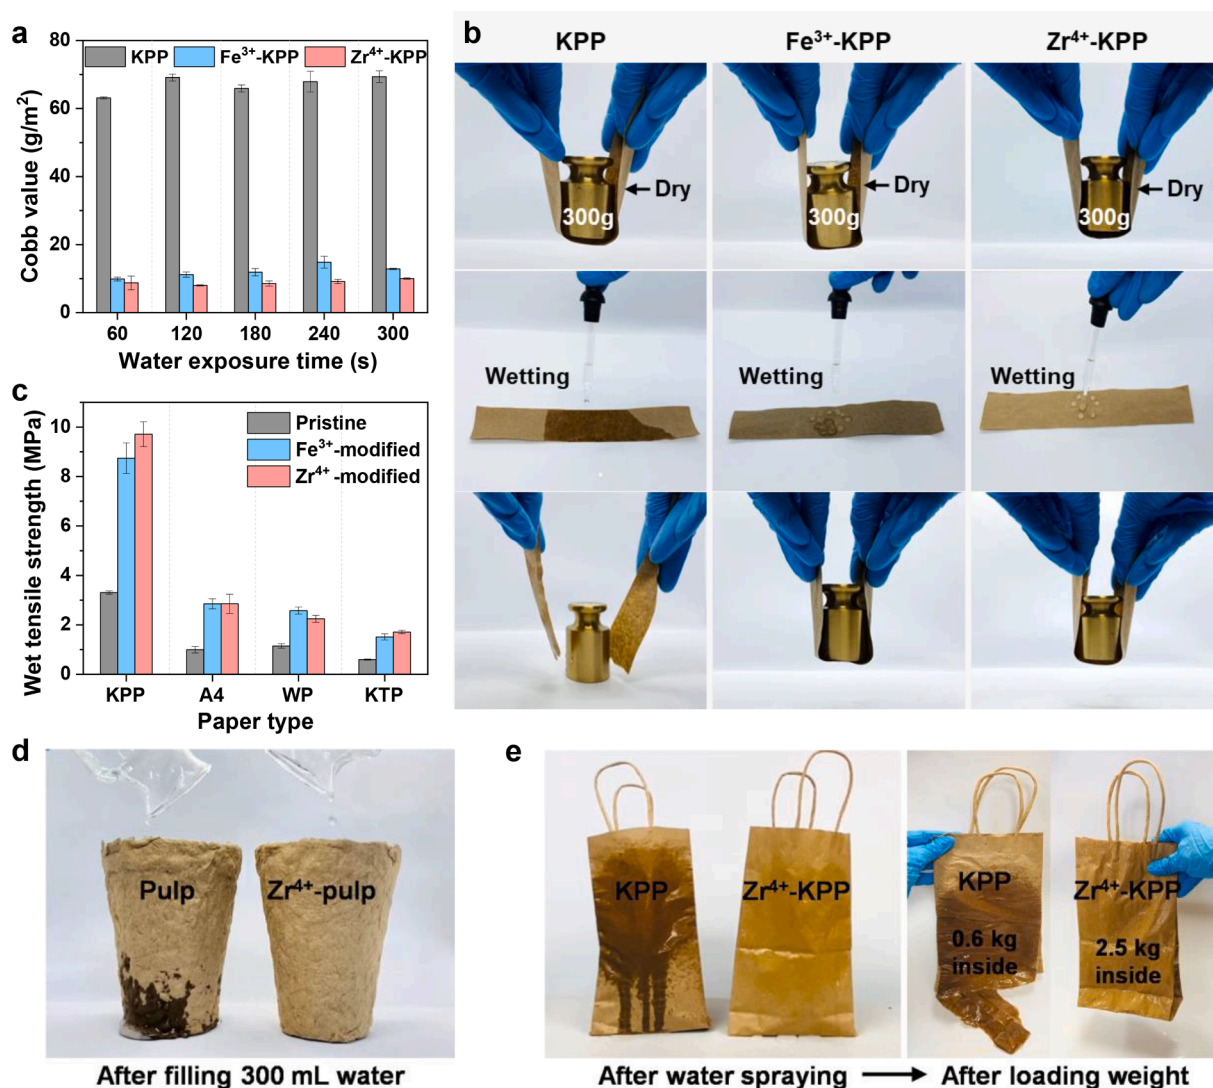 a
80
60
40
20
0
Cobb value (g/m²)
KPP
Fe³⁺-KPP
Zr⁴⁺-KPP
60 120 180 240 300
Water exposure time (s)
b
KPP Fe³⁺-KPP Zr⁴⁺-KPP
300g
Dry
300g
Dry
300g
Dry
Wetting
Wetting
Wetting
c
10
8
6
4
2
0
Wet tensile strength (MPa)
Pristine
Fe³⁺-modified
Zr⁴⁺-modified
KPP A4 WP KTP
Paper type
d
Pulp
Zr⁴⁺-pulp
After filling 300 mL water
e
KPP
Zr⁴⁺-KPP
KPP
0.6 kg
inside
Zr⁴⁺-KPP
2.5 kg
inside
After water spraying → After loading weight